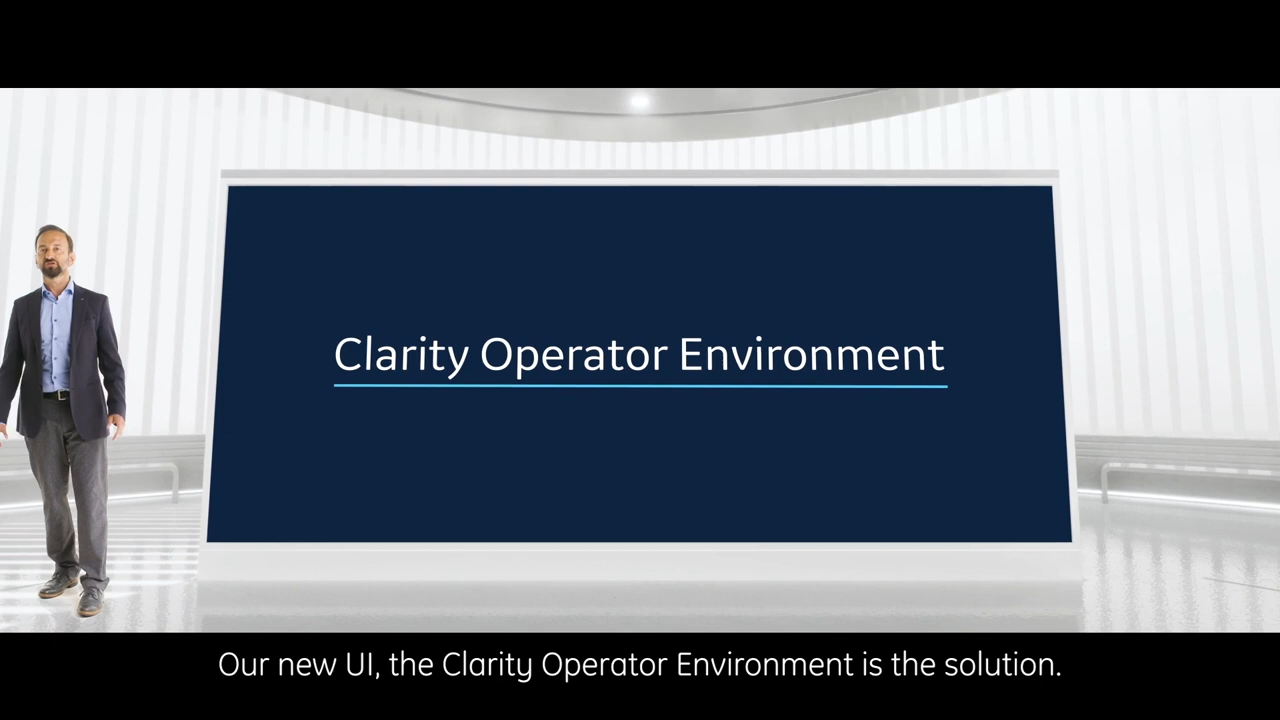 Clarity Operator Environment
Our new UI, the Clarity Operator Environment is the solution.